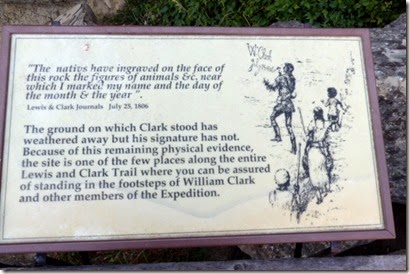 "The nativs have ingraved on the face of
this rock the figures of animals &c. near
which I marked my name and the day of
the month & the year ".
Lewis & Clark Journals July 25, 1806
The ground on which Clark stood has
weathered away but his signature has not.
Because of this remaining physical evidence,
the site is one of the few places along the entire
Lewis and Clark Trail where you can be assured
of standing in the footsteps of William Clark
and other members of the Expedition.